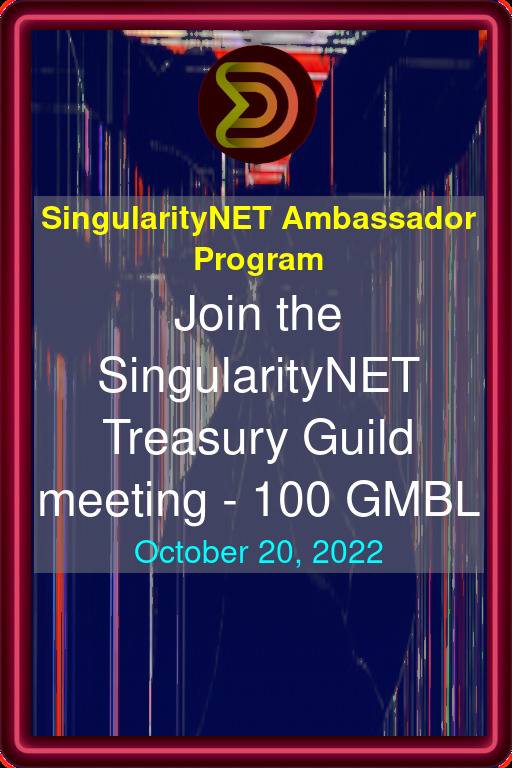 SingularityNET Ambassador
Program
Join the
SingularityNET
Treasury Guild
meeting - 100 GMBL
October 20, 2022